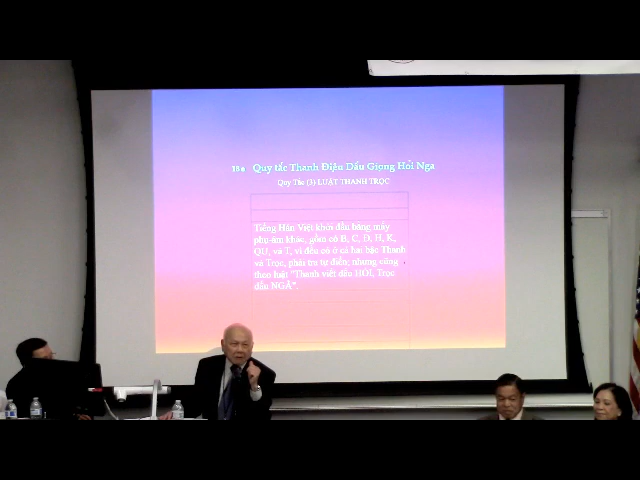 18e Quy tắc Thanh Điệu Dấu Giọng Hỏi Ngã
Quy Tắc (3) LUẬT THANH TRỌC
Tiếng Hán Việt khởi đầu bằng mấy
phụ-âm khác, gồm có B, C, D, H, K,
QU, và T, vì đều có ở cả hai bậc Thanh
và Trọc, phải tra tự điển; nhưng cũng
theo luật "Thanh viết dấu HỎI, Trọc
dấu NGÃ".